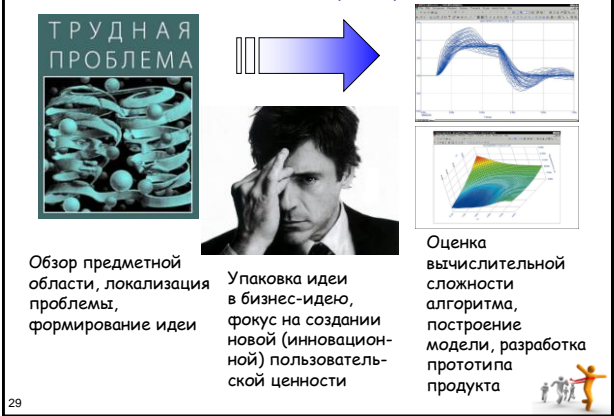 ТРУДНАЯ
ПРОБЛЕМА
Обзор предметной
области, локализация
проблемы,
формирование идеи
Упаковка идеи
в бизнес-идею,
фокус на создании
новой (инновацион-
ной) пользователь-
ской ценности
Оценка
вычислительной
сложности
алгоритма,
построение
модели, разработка
прототипа
продукта
29